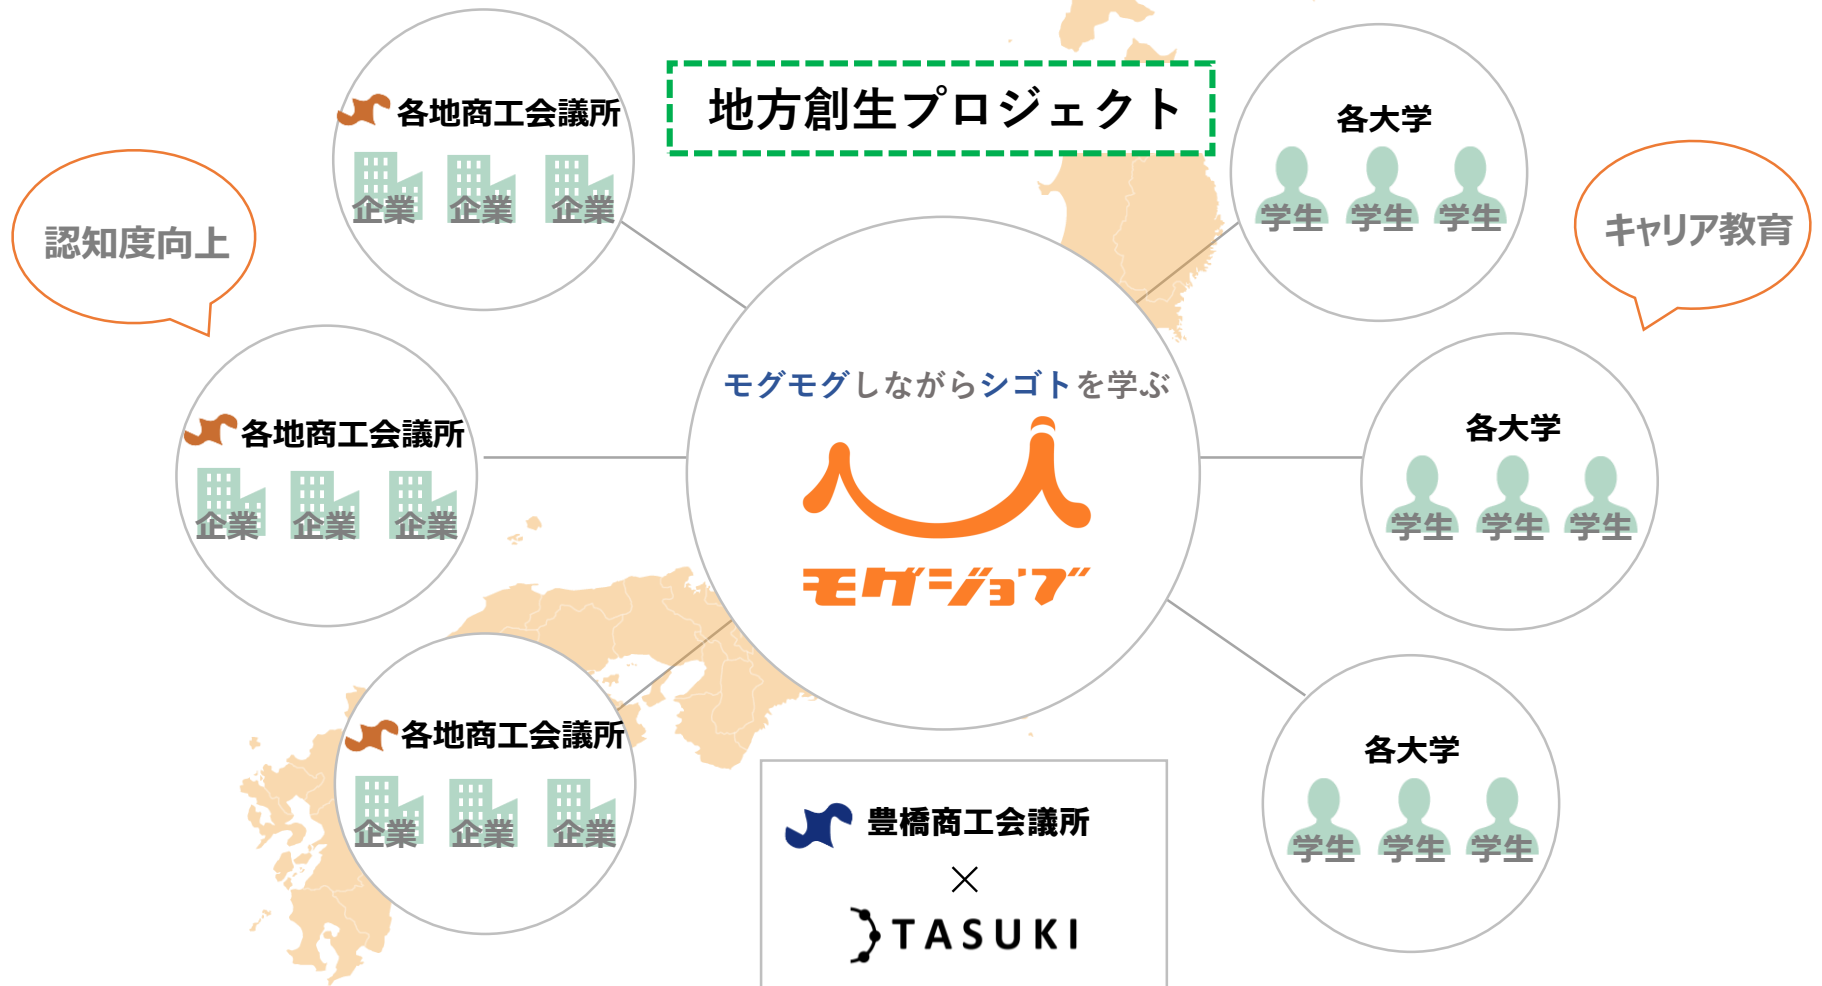 地方創生プロジェクト
各地商工会議所
企業 企業 企業
認知度向上
各地商工会議所
企業 企業 企業
各地商工会議所
企業 企業 企業
モグモグしながらシゴトを学ぶ
モグジョブ
豊橋商工会議所
×
TASUKI
各大学
学生 学生 学生
キャリア教育
各大学
学生 学生 学生
各大学
学生 学生 学生